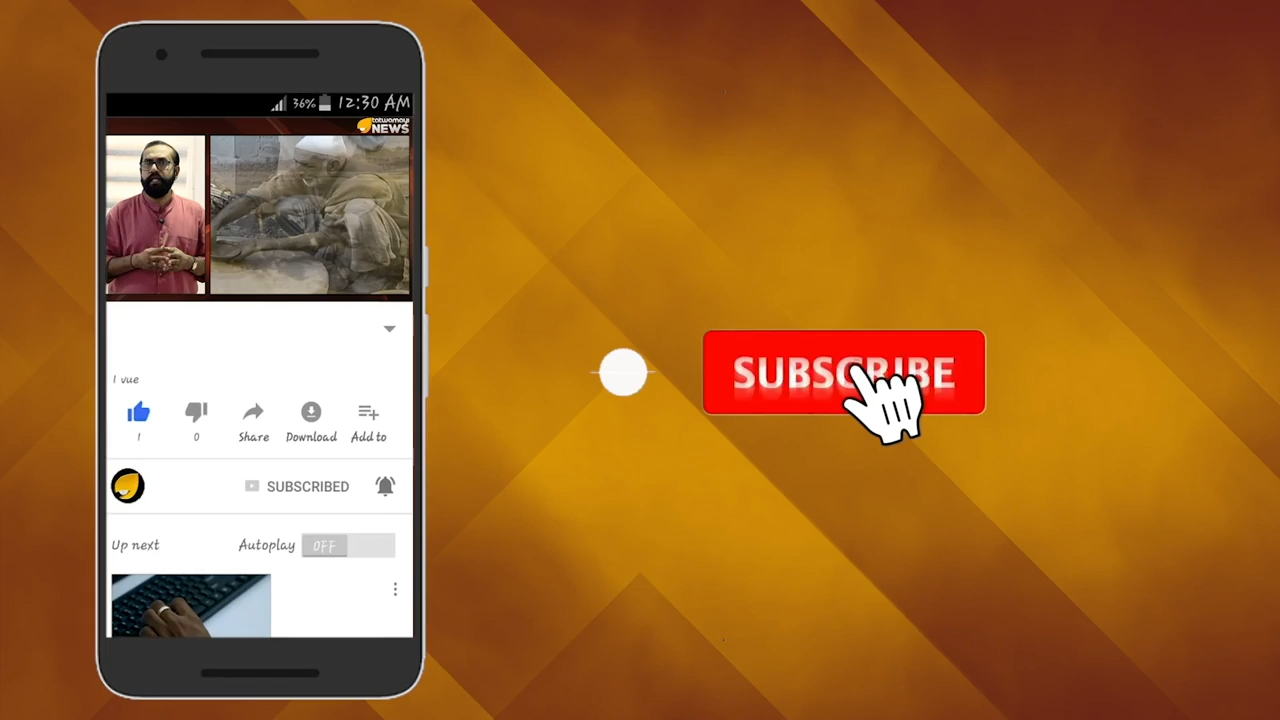 36% 12:30 AM
tatwamayi
NEWS
1 vue
1
0
Share
Download
Add to
SUBSCRIBED
Up next
Autoplay
OFF
SUBSCRIBE